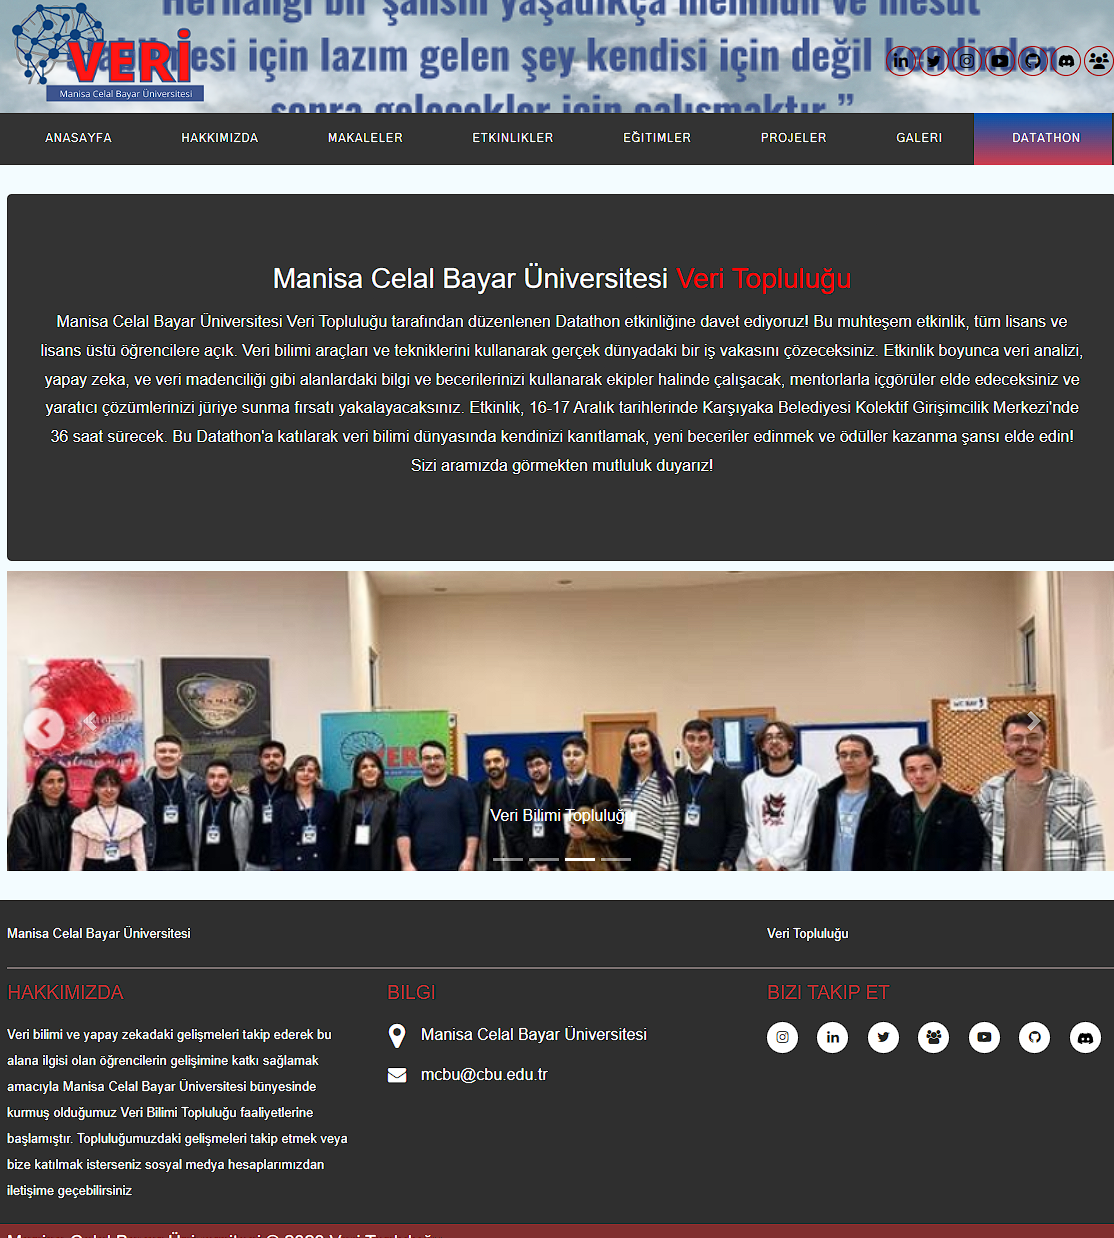 Herhangi bir şahsın yaşadıkça memnun ve mesut
esi için lazım gelen şey kendisi için değil kendinden
sonra gelecekler için çalışmaktır.”
VERİ
Manisa Celal Bayar Üniversitesi
ANASAYFA HAKKIMIZDA MAKALELER ETKINLIKLER EĞITIMLER PROJELER GALERI DATATHON
Manisa Celal Bayar Üniversitesi Veri Topluluğu
Manisa Celal Bayar Üniversitesi Veri Topluluğu tarafından düzenlenen Datathon etkinliğine davet ediyoruz! Bu muhteşem etkinlik, tüm lisans ve
lisans üstü öğrencilere açık. Veri bilimi araçları ve tekniklerini kullanarak gerçek dünyadaki bir iş vakasını çözeceksiniz. Etkinlik boyunca veri analizi,
yapay zeka, ve veri madenciliği gibi alanlardaki bilgi ve becerilerinizi kullanarak ekipler halinde çalışacak, mentorlarla içgörüler elde edeceksiniz ve
yaratıcı çözümlerinizi jüriye sunma fırsatı yakalayacaksınız. Etkinlik, 16-17 Aralık tarihlerinde Karşıyaka Belediyesi Kolektif Girişimcilik Merkezi'nde
36 saat sürecek. Bu Datathon'a katılarak veri bilimi dünyasında kendinizi kanıtlamak, yeni beceriler edinmek ve ödüller kazanma şansı elde edin!
Sizi aramızda görmekten mutluluk duyarız!
VERİ
Veri Bilimi Topluluğu
Manisa Celal Bayar Üniversitesi
Veri Topluluğu
HAKKIMIZDA
Veri bilimi ve yapay zekadaki gelişmeleri takip ederek bu
alana ilgisi olan öğrencilerin gelişimine katkı sağlamak
amacıyla Manisa Celal Bayar Üniversitesi bünyesinde
kurmuş olduğumuz Veri Bilimi Topluluğu faaliyetlerine
başlamıştır. Topluluğumuzdaki gelişmeleri takip etmek veya
bize katılmak isterseniz sosyal medya hesaplarımızdan
iletişime geçebilirsiniz
BILGI
Manisa Celal Bayar Üniversitesi
mcbu@cbu.edu.tr
BIZI TAKIP ET